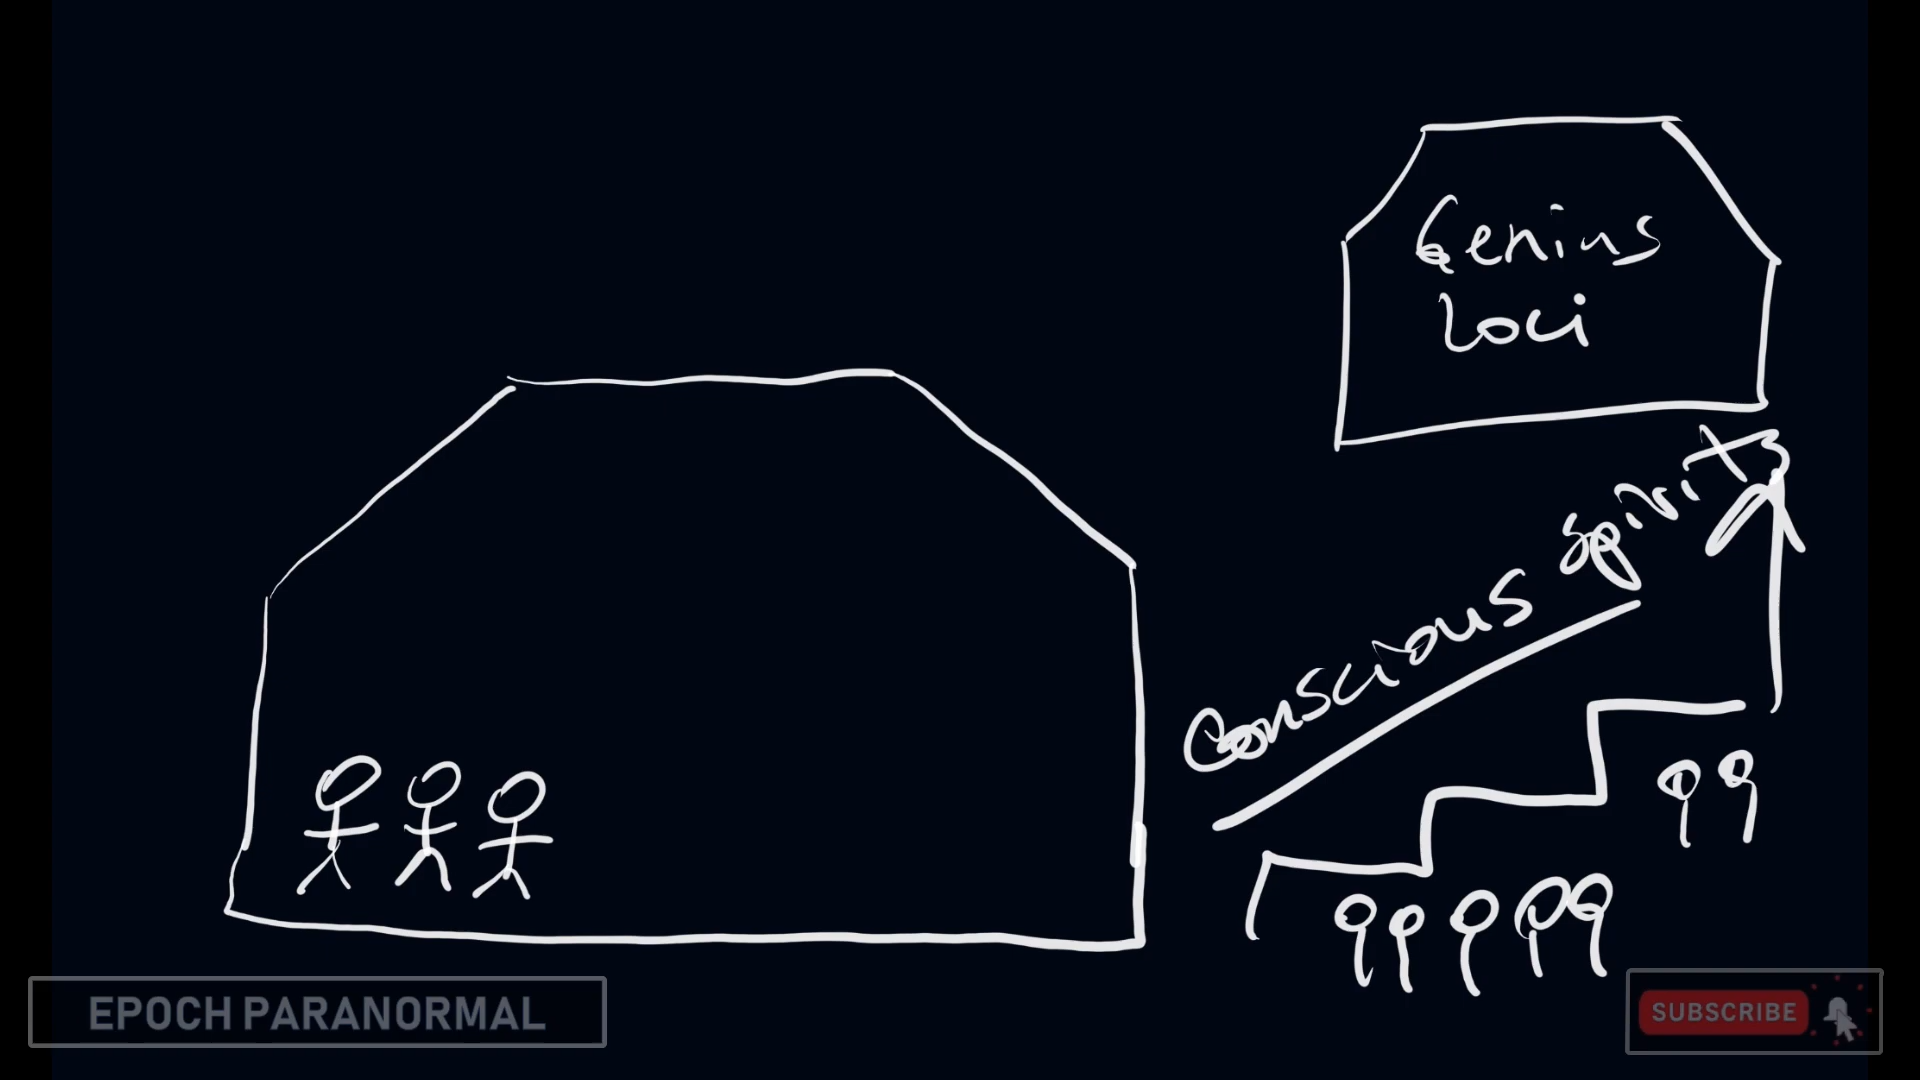 Genius
Loci
Conscious spirits
EPOCH PARANORMAL
SUBSCRIBE